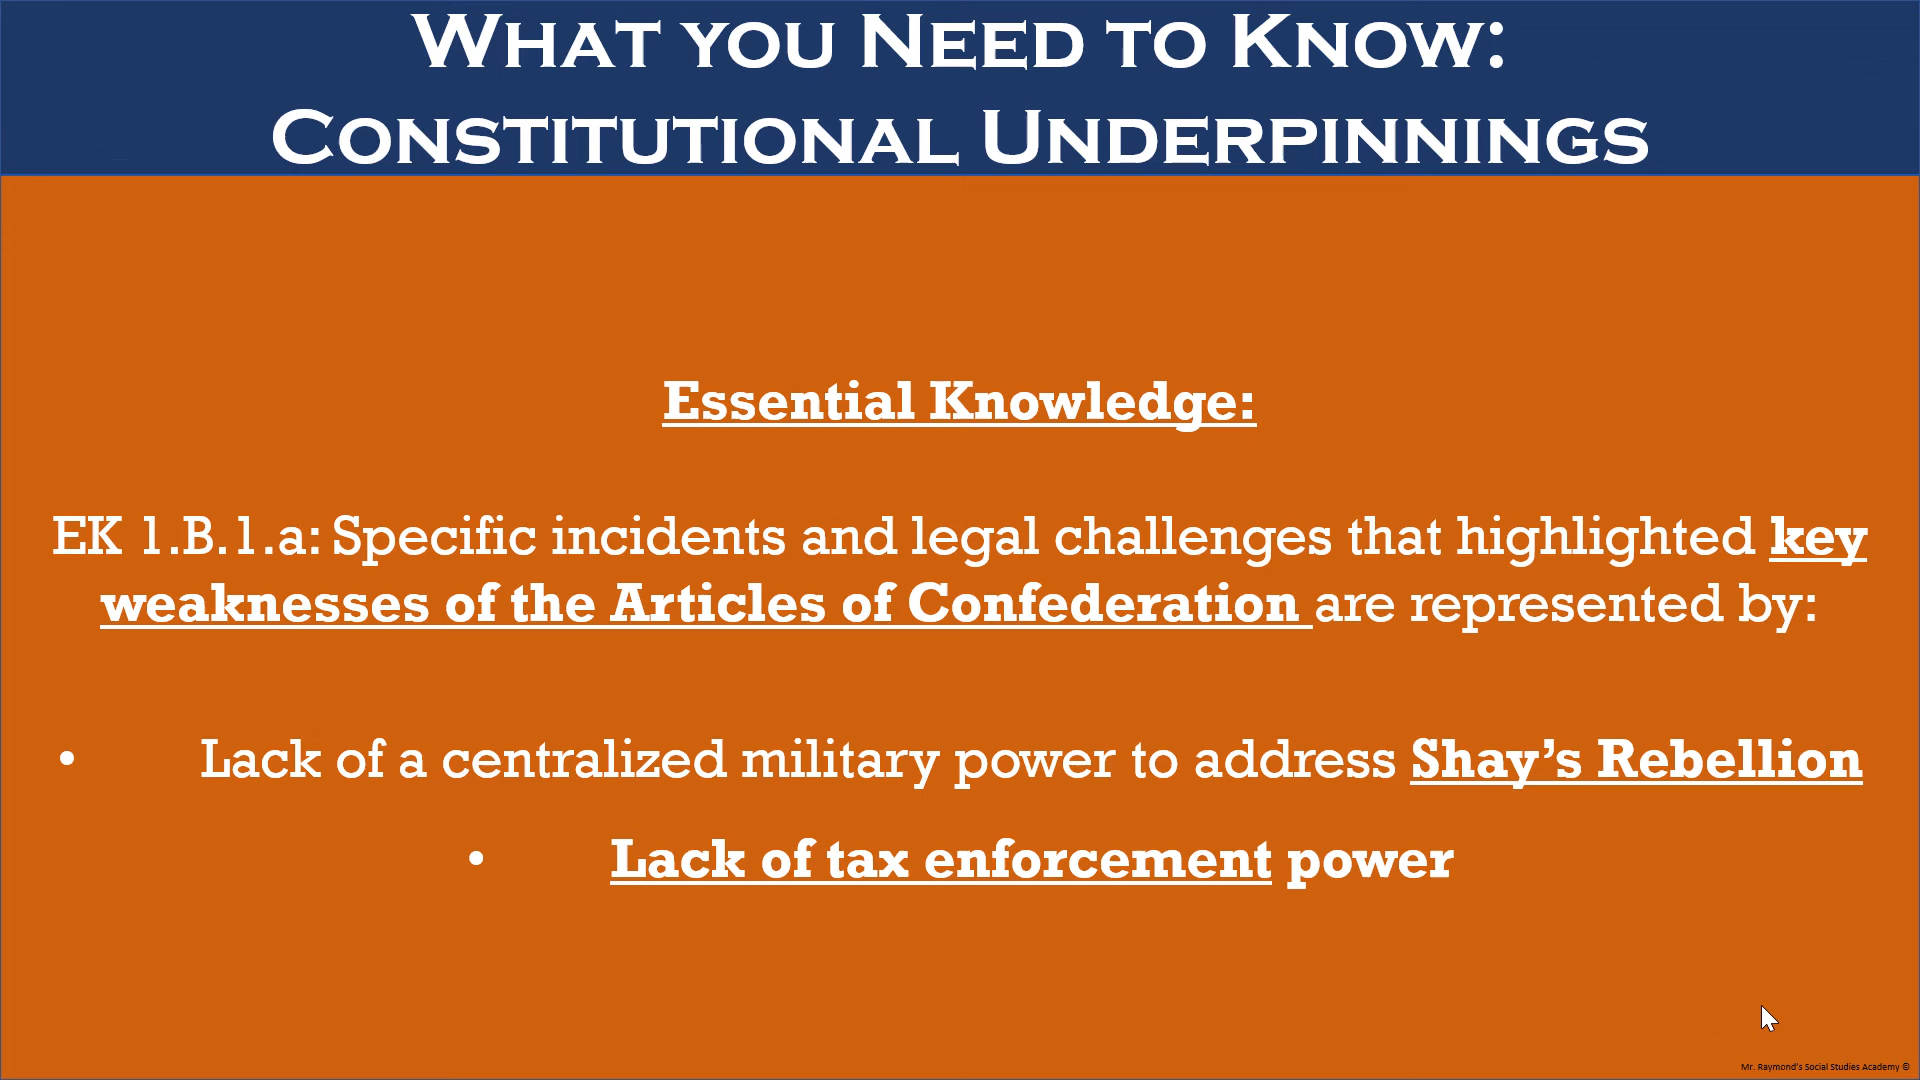 What you Need to Know:
Constitutional Underpinnings
Essential Knowledge:
EK 1.B.1.a: Specific incidents and legal challenges that highlighted key
weaknesses of the Articles of Confederation are represented by:
• Lack of a centralized military power to address Shay’s Rebellion
• Lack of tax enforcement power
Mr. Raymond's Social Studies Academy ©